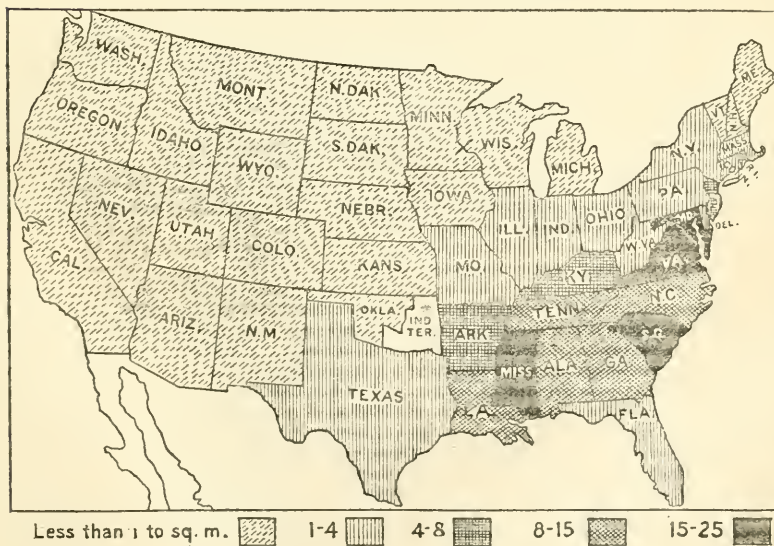 WASH.
MONT
N.DAK
MINN.
ME.
VT.
N.H.
OREGON.
IDAHO
S.DAK.
WIS.
MICH.
N.Y.
MASS
WYO.
IOWA
PA.
NEV.
NEBR.
ILL.
IND.
OHIO
DEL.
UTAH
COLO.
MD.
CAL.
KANS
MO.
W.VA
VA.
KY.
ARIZ.
N.M.
OKLA.
IND
TER.
ARK.
TENN.
N.C.
S.C.
TEXAS
MISS
ALA.
GA.
LA.
FLA.
Less than 1 to sq. m. 1-4 4-8 8-15 15-25